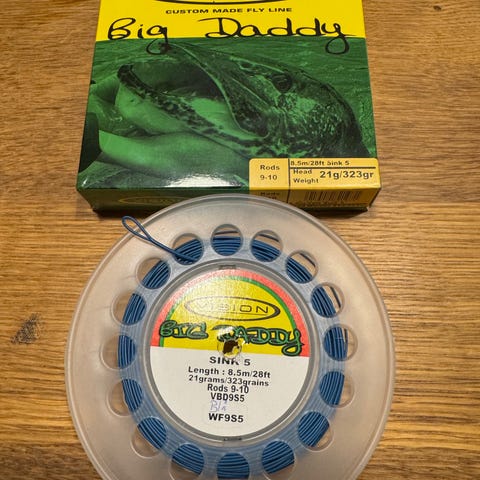 CUSTOM MADE FLY LINE
Big Daddy
Rods
9-10
8.5m/28ft Sink 5
Head
Weight
21g/323gr
VISION
BIG DADDY
SINK 5
Length : 8.5m/28ft
21grams/323grains
Rods 9-10
VBD9S5
WF9S5